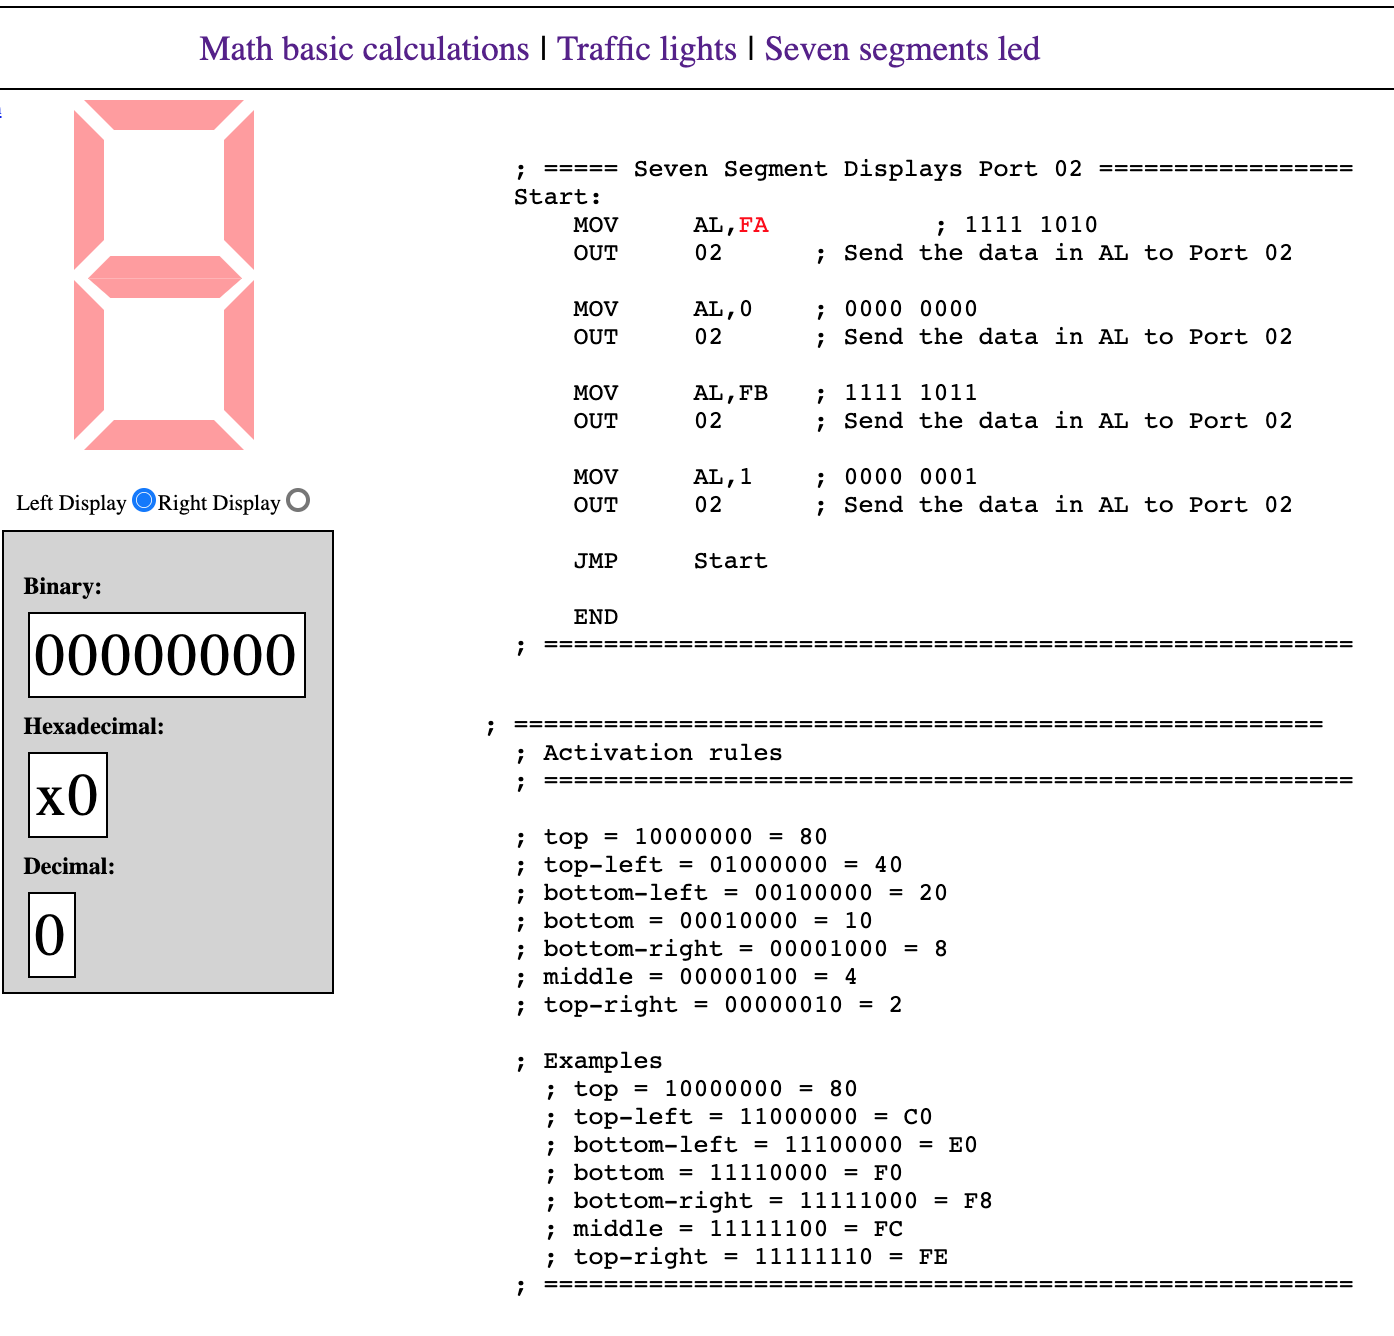 Math basic calculations | Traffic lights | Seven segments led
; ===== Seven Segment Displays Port 02 =================
Start:
MOV AL,FA ; 1111 1010
OUT 02 ; Send the data in AL to Port 02
MOV AL,0 ; 0000 0000
OUT 02 ; Send the data in AL to Port 02
MOV AL,FB ; 1111 1011
OUT 02 ; Send the data in AL to Port 02
MOV AL,1 ; 0000 0001
OUT 02 ; Send the data in AL to Port 02
JMP Start
END
; ======================================================
; ======================================================
; Activation rules
; ======================================================
; top = 10000000 = 80
; top-left = 01000000 = 40
; bottom-left = 00100000 = 20
; bottom = 00010000 = 10
; bottom-right = 00001000 = 8
; middle = 00000100 = 4
; top-right = 00000010 = 2
; Examples
; top = 10000000 = 80
; top-left = 11000000 = C0
; bottom-left = 11100000 = E0
; bottom = 11110000 = F0
; bottom-right = 11111000 = F8
; middle = 11111100 = FC
; top-right = 11111110 = FE
; ======================================================
Left Display Right Display
Binary:
00000000
Hexadecimal:
x0
Decimal:
0